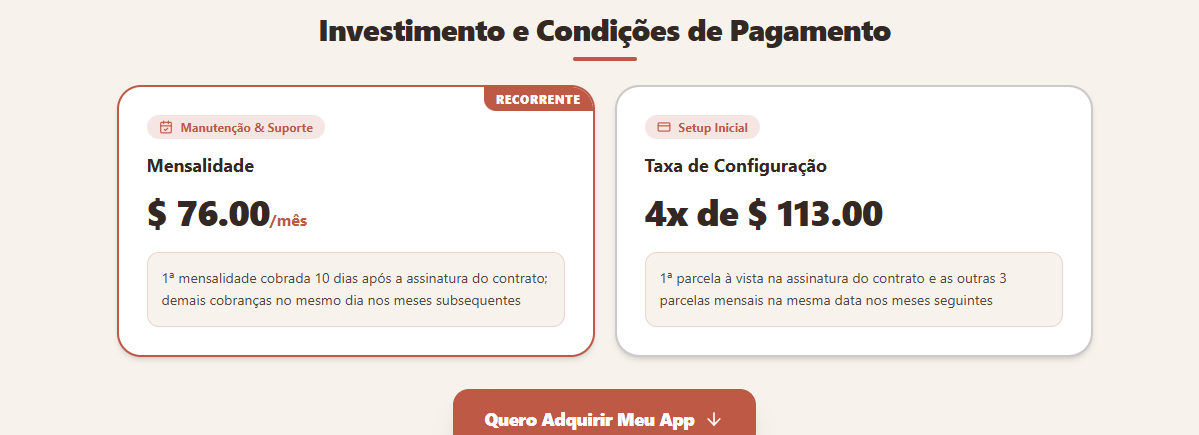 Investimento e Condições de Pagamento
RECORRENTE
Manutenção & Suporte
Mensalidade
$ 76.00/mês
1ª mensalidade cobrada 10 dias após a assinatura do contrato;
demais cobranças no mesmo dia nos meses subsequentes
Setup Inicial
Taxa de Configuração
4x de $ 113.00
1ª parcela à vista na assinatura do contrato e as outras 3
parcelas mensais na mesma data nos meses seguintes
Quero Adquirir Meu App ↓